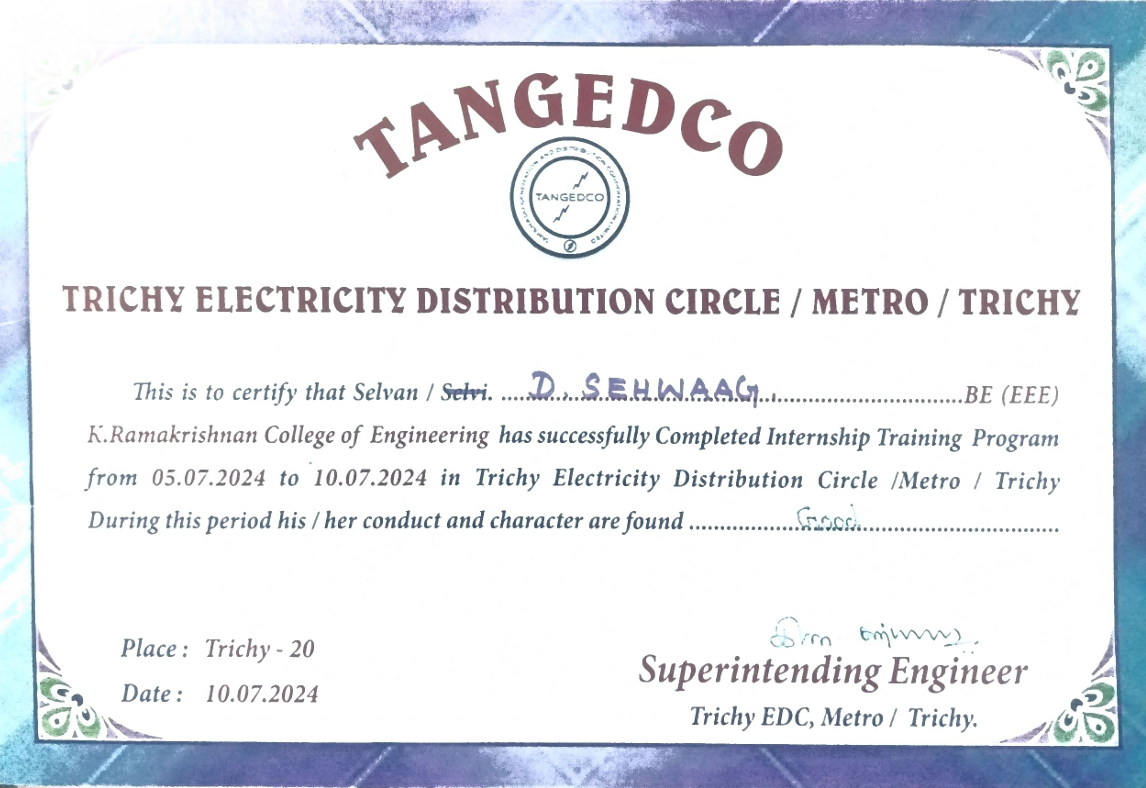 TANGEDCO
TANGEDCO
TRICHY ELECTRICITY DISTRIBUTION CIRCLE / METRO / TRICHY
This is to certify that Selvan / Selvi. ....D. SEHWAAG.......................................BE (EEE)
K.Ramakrishnan College of Engineering has successfully Completed Internship Training Program
from 05.07.2024 to 10.07.2024 in Trichy Electricity Distribution Circle /Metro / Trichy
During this period his / her conduct and character are found ....................Good.....................................
Place : Trichy - 20
Date : 10.07.2024
Superintending Engineer
Trichy EDC, Metro / Trichy.